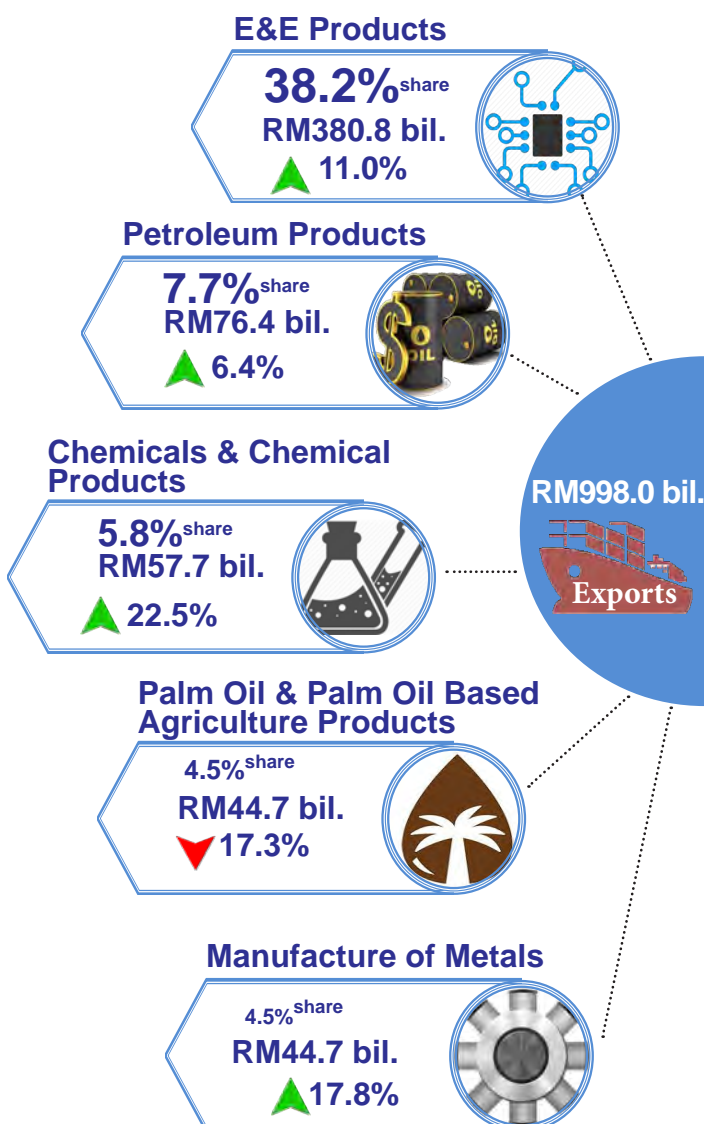 E&E Products
38.2%share
RM380.8 bil.
11.0%
Petroleum Products
7.7%share
RM76.4 bil.
6.4%
OIL
OIL
Chemicals & Chemical
Products
5.8%share
RM57.7 bil.
22.5%
RM998.0 bil.
Exports
Palm Oil & Palm Oil Based
Agriculture Products
4.5%share
RM44.7 bil.
17.3%
Manufacture of Metals
4.5%share
RM44.7 bil.
17.8%